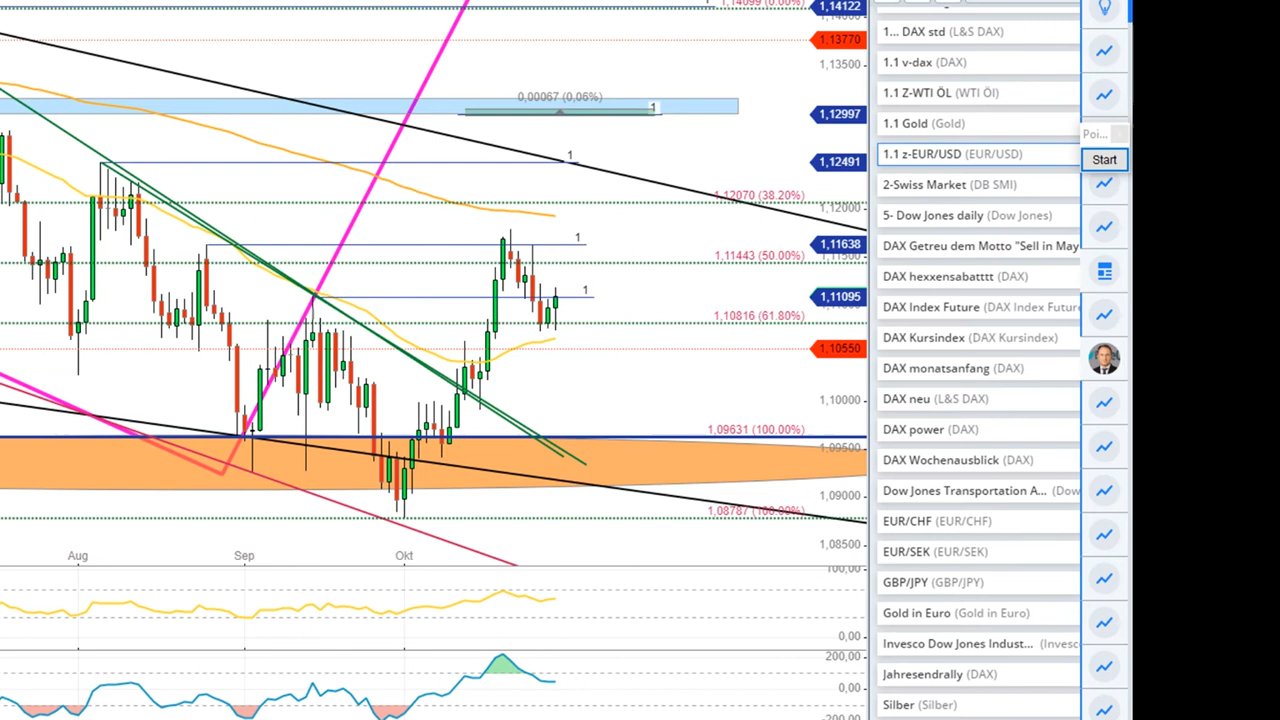 1,14099 (0.00%)
1,14122
1,14000
1,13770
1,13500
0,00067 (0,06%)
1
1,12997
1
1,12491
1,12070 (38.20%)
1,12000
1
1,11638
1,11443 (50.00%)
1,11500
1
1,11095
1,10816 (61.80%)
1,10550
1,10000
1,09631 (100.00%)
1,09500
1,09000
1,08787 (100.00%)
1,08500
Aug
Sep
Okt
100,00
0,00
200,00
0,00
-200,00
1... DAX std (L&S DAX)
1.1 v-dax (DAX)
1.1 Z-WTI ÖL (WTI Öl)
1.1 Gold (Gold)
1.1 z-EUR/USD (EUR/USD)
2-Swiss Market (DB SMI)
5- Dow Jones daily (Dow Jones)
DAX Getreu dem Motto "Sell in May
DAX hexxensabatttt (DAX)
DAX Index Future (DAX Index Future
DAX Kursindex (DAX Kursindex)
DAX monatsanfang (DAX)
DAX neu (L&S DAX)
DAX power (DAX)
DAX Wochenausblick (DAX)
Dow Jones Transportation A... (Dow
EUR/CHF (EUR/CHF)
EUR/SEK (EUR/SEK)
GBP/JPY (GBP/JPY)
Gold in Euro (Gold in Euro)
Invesco Dow Jones Indust... (Invesc
Jahresendrally (DAX)
Silber (Silber)
Poi...
Start